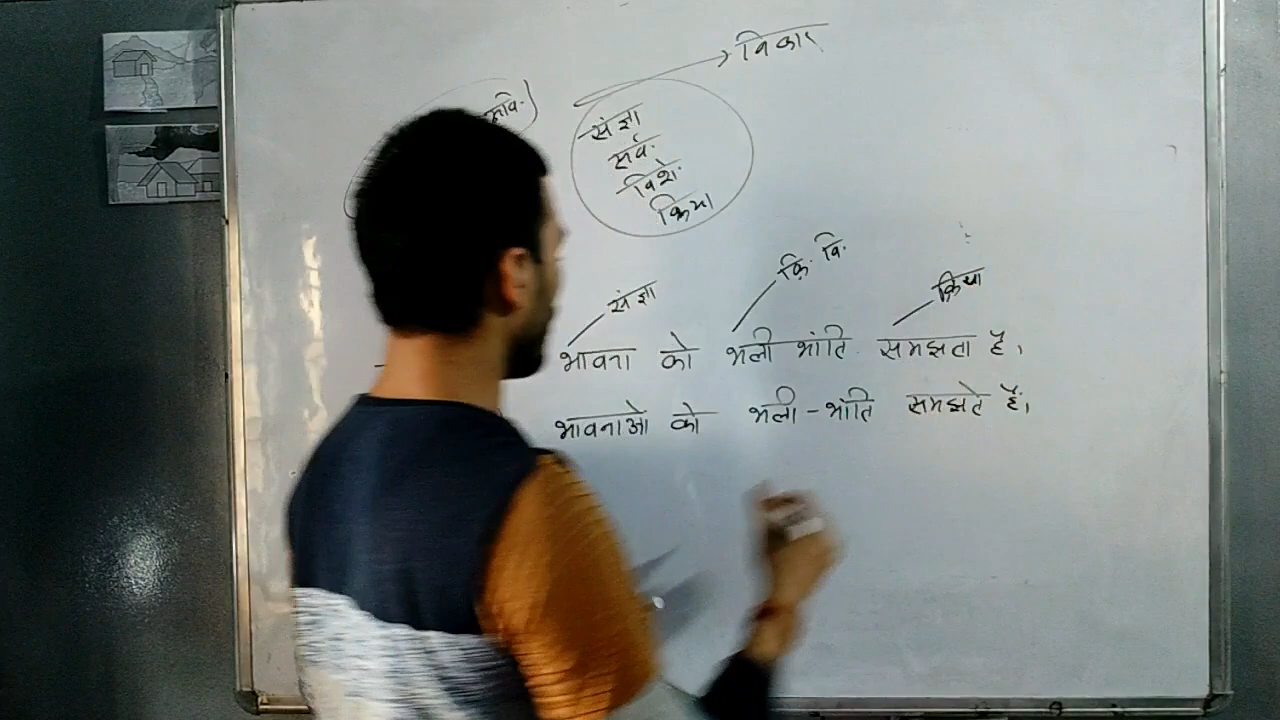 विकार
संज्ञा
सर्व.
विशे.
क्रिया
संज्ञा
क्रि. वि.
क्रिया
भावना को भली भांति समझता है।
भावनाओ को भली-भांति समझते हैं।